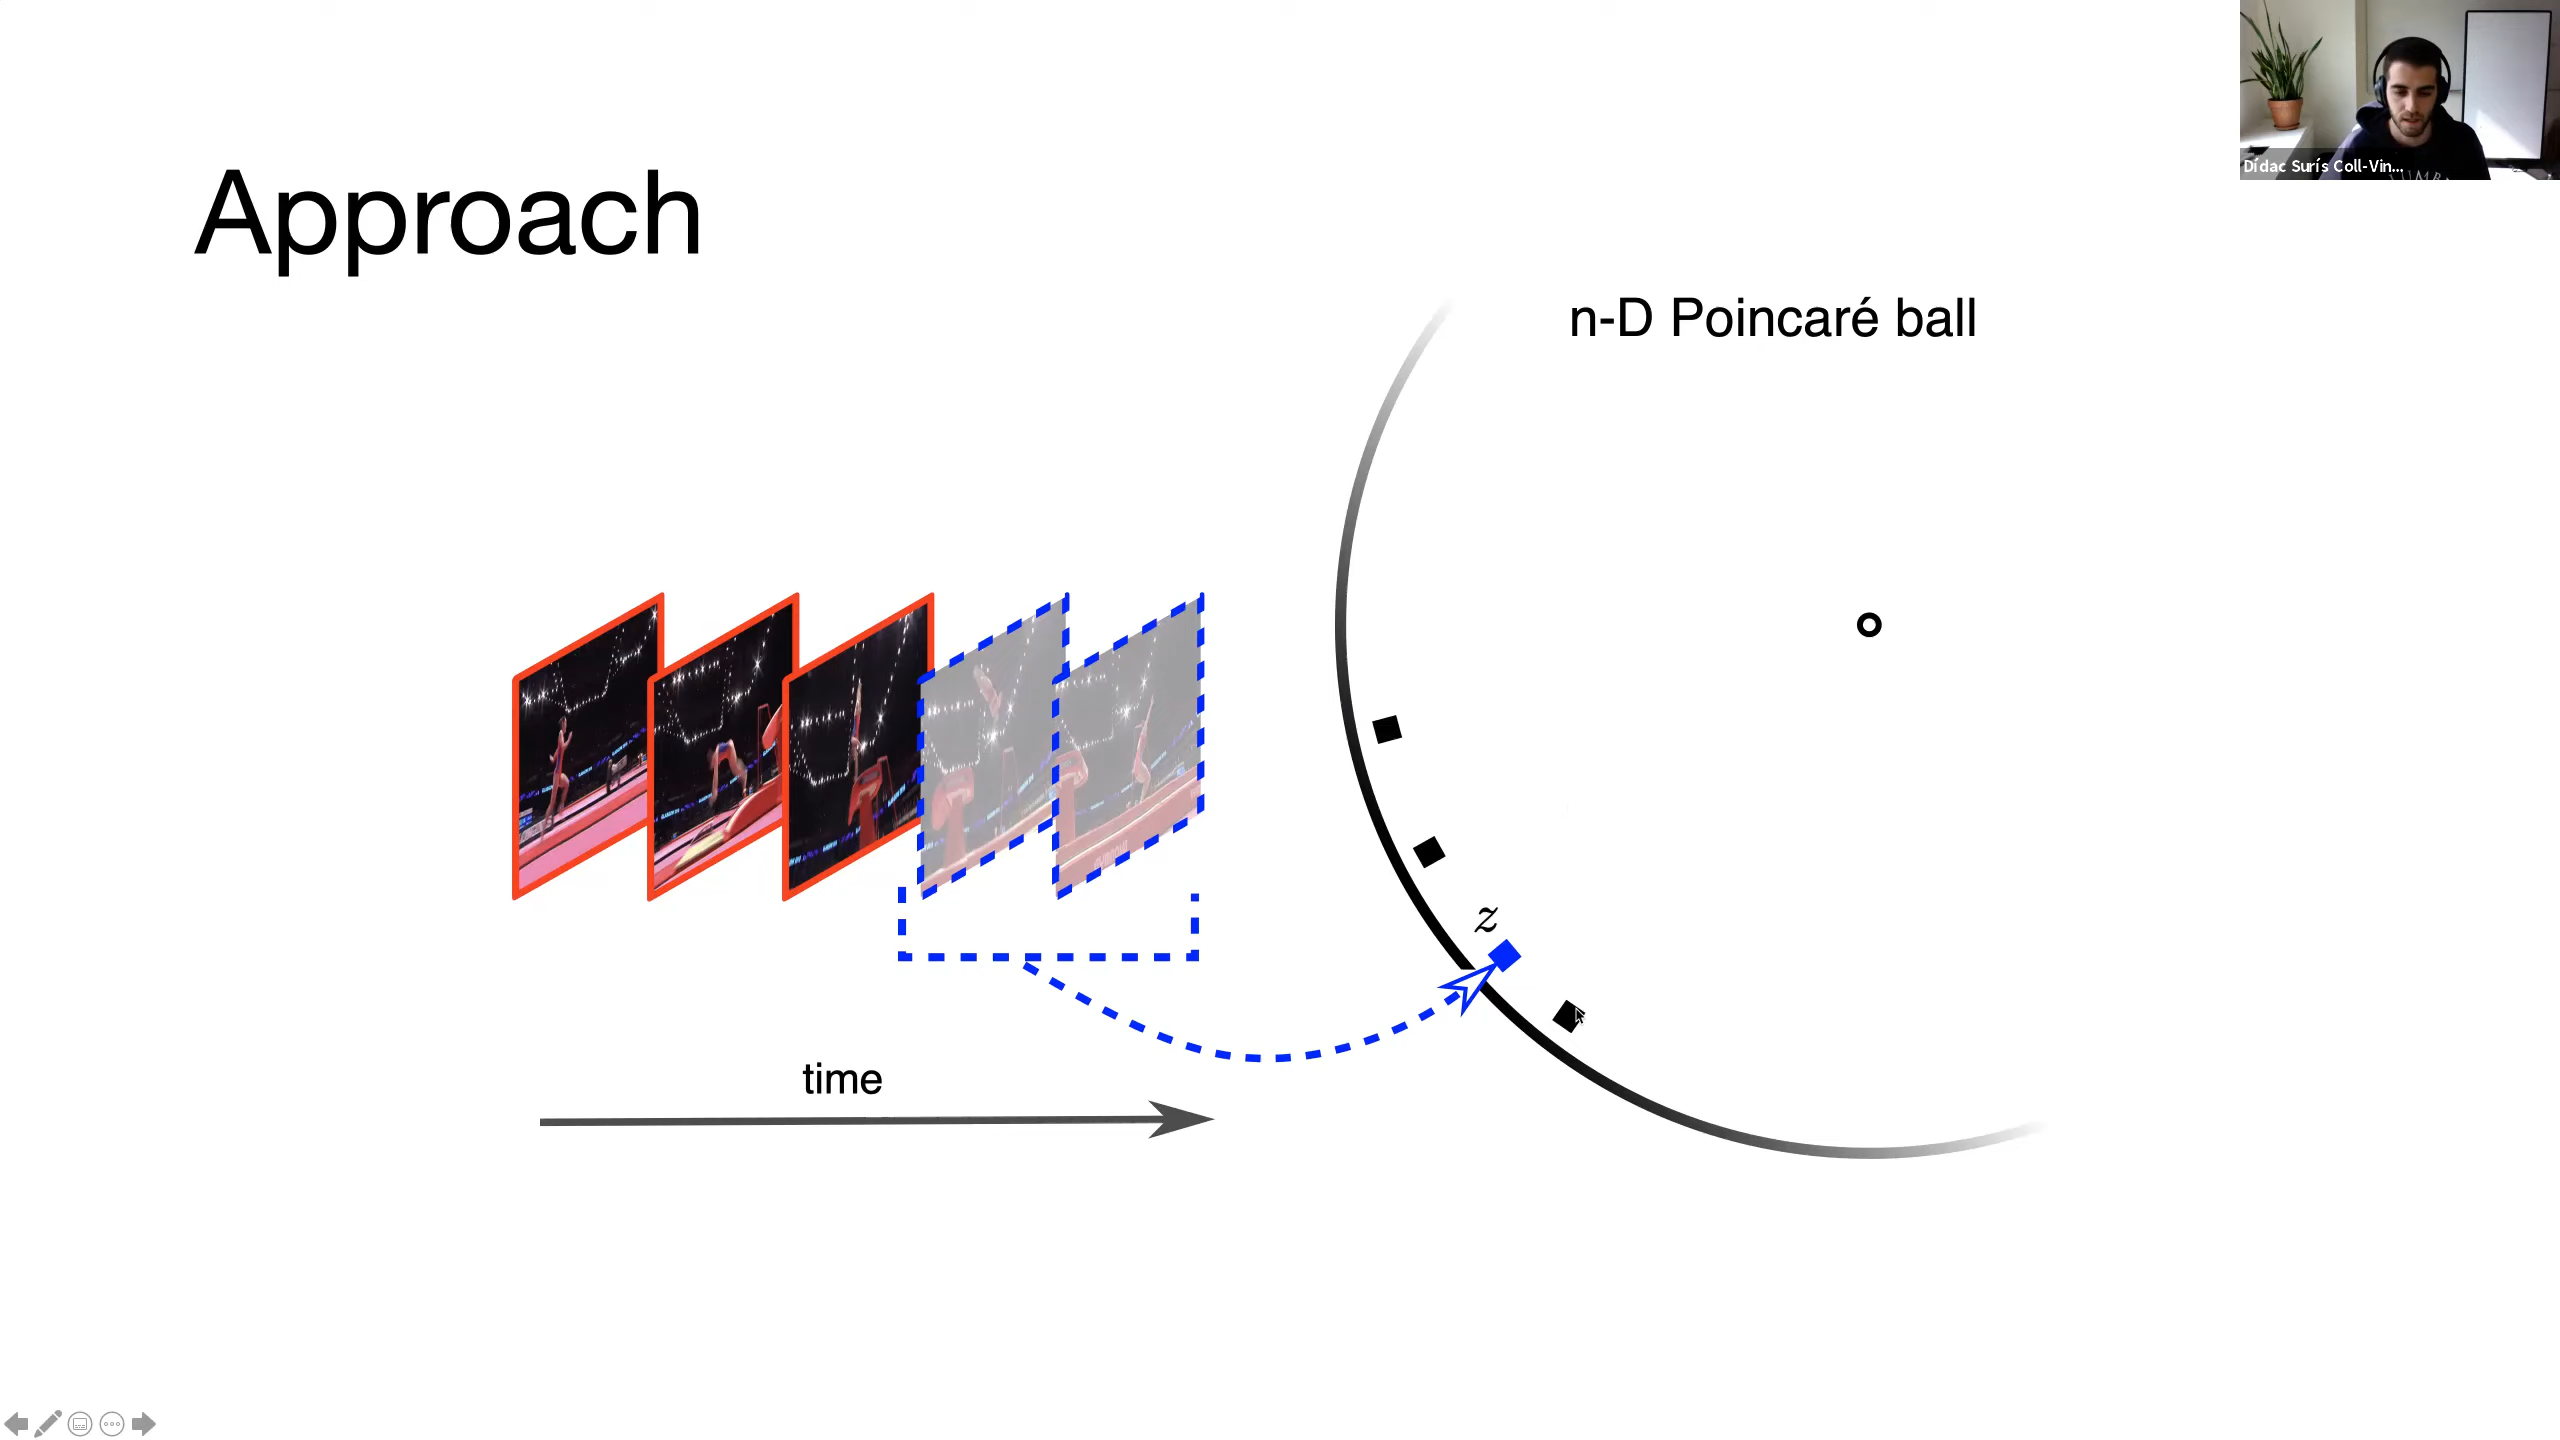 Approach
n-D Poincaré ball
Dídac Surís Coll-Vin...
z
time